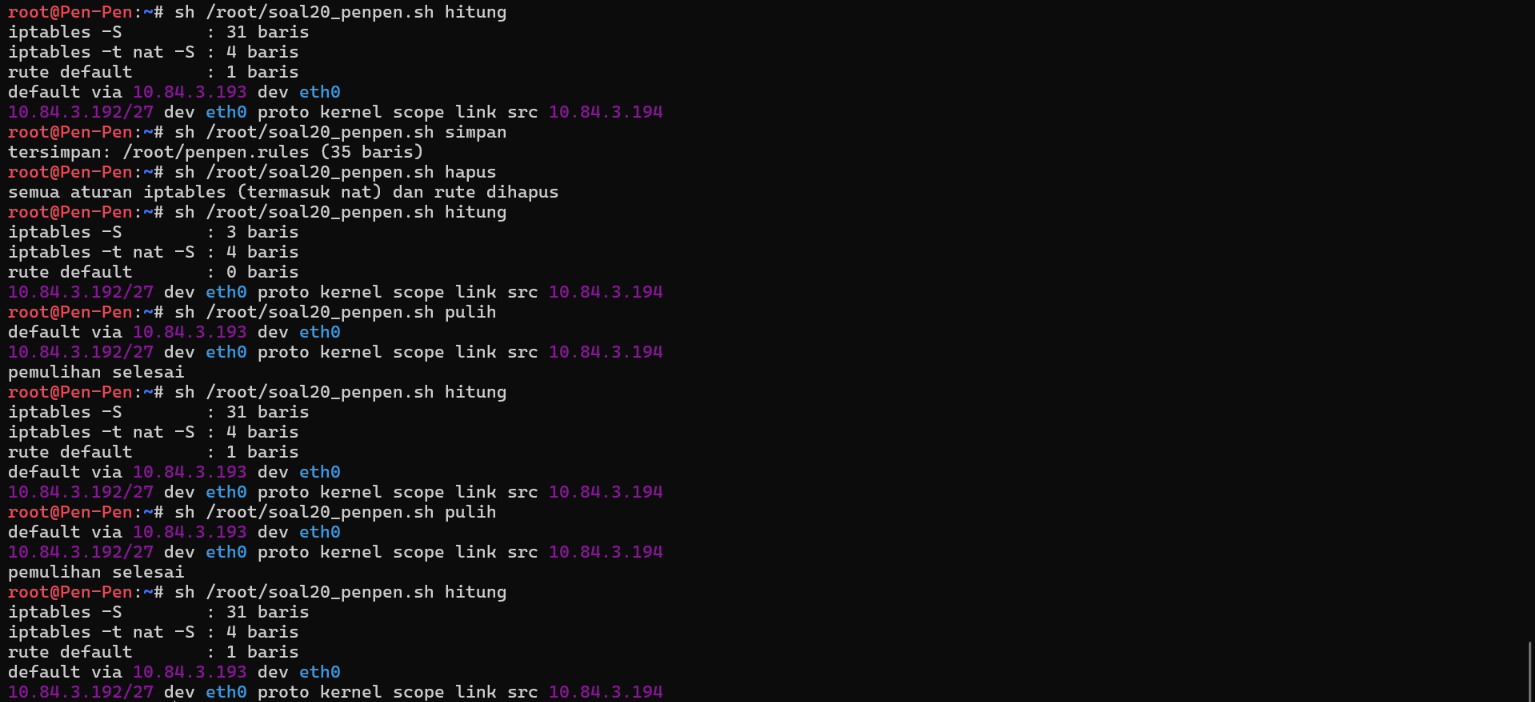 root@Pen-Pen:~# sh /root/soal20_penpen.sh hitung
iptables -S        : 31 baris
iptables -t nat -S : 4 baris
rute default       : 1 baris
default via 10.84.3.193 dev eth0
10.84.3.192/27 dev eth0 proto kernel scope link src 10.84.3.194
root@Pen-Pen:~# sh /root/soal20_penpen.sh simpan
tersimpan: /root/penpen.rules (35 baris)
root@Pen-Pen:~# sh /root/soal20_penpen.sh hapus
semua aturan iptables (termasuk nat) dan rute dihapus
root@Pen-Pen:~# sh /root/soal20_penpen.sh hitung
iptables -S        : 3 baris
iptables -t nat -S : 4 baris
rute default       : 0 baris
10.84.3.192/27 dev eth0 proto kernel scope link src 10.84.3.194
root@Pen-Pen:~# sh /root/soal20_penpen.sh pulih
default via 10.84.3.193 dev eth0
10.84.3.192/27 dev eth0 proto kernel scope link src 10.84.3.194
pemulihan selesai
root@Pen-Pen:~# sh /root/soal20_penpen.sh hitung
iptables -S        : 31 baris
iptables -t nat -S : 4 baris
rute default       : 1 baris
default via 10.84.3.193 dev eth0
10.84.3.192/27 dev eth0 proto kernel scope link src 10.84.3.194
root@Pen-Pen:~# sh /root/soal20_penpen.sh pulih
default via 10.84.3.193 dev eth0
10.84.3.192/27 dev eth0 proto kernel scope link src 10.84.3.194
pemulihan selesai
root@Pen-Pen:~# sh /root/soal20_penpen.sh hitung
iptables -S        : 31 baris
iptables -t nat -S : 4 baris
rute default       : 1 baris
default via 10.84.3.193 dev eth0
10.84.3.192/27 dev eth0 proto kernel scope link src 10.84.3.194